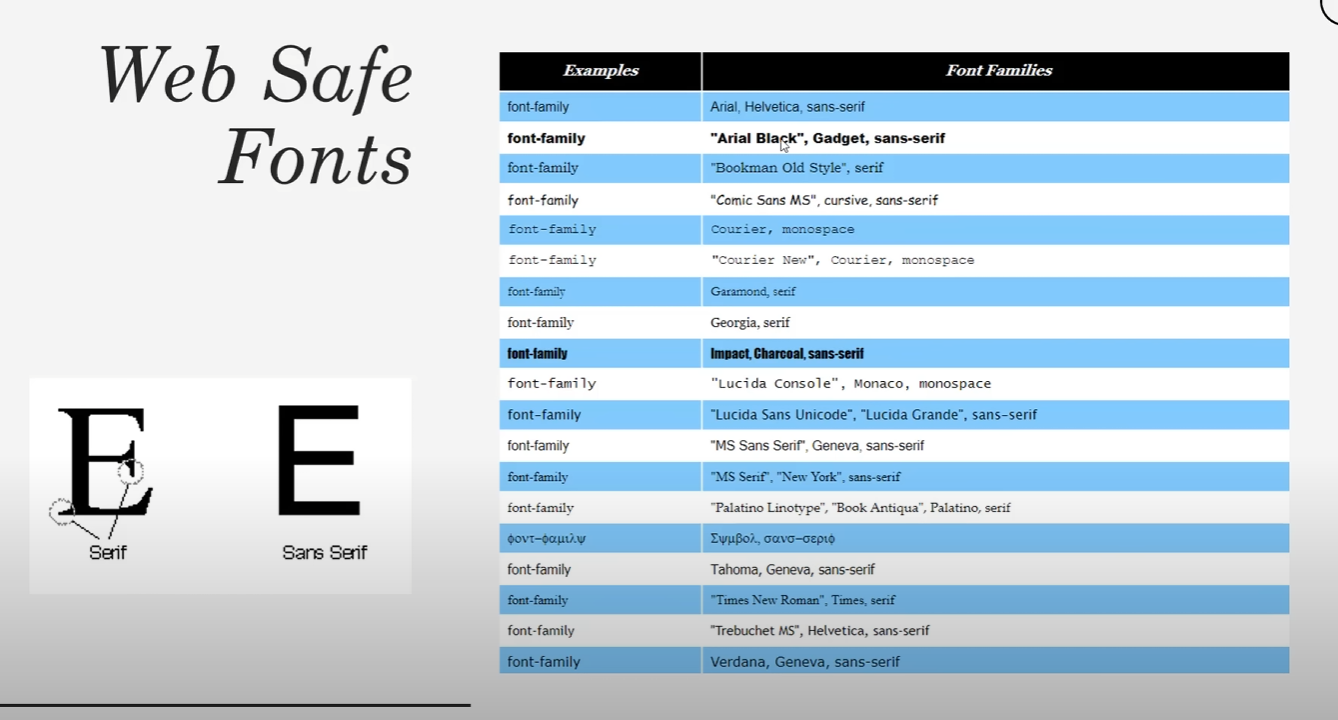 Web Safe
Fonts
Serif
Sans Serif
Examples Font Families
font-family Arial, Helvetica, sans-serif
font-family "Arial Black", Gadget, sans-serif
font-family "Bookman Old Style", serif
font-family "Comic Sans MS", cursive, sans-serif
font-family Courier, monospace
font-family "Courier New", Courier, monospace
font-family Garamond, serif
font-family Georgia, serif
font-family Impact, Charcoal, sans-serif
font-family "Lucida Console", Monaco, monospace
font-family "Lucida Sans Unicode", "Lucida Grande", sans-serif
font-family "MS Sans Serif", Geneva, sans-serif
font-family "MS Serif", "New York", sans-serif
font-family "Palatino Linotype", "Book Antiqua", Palatino, serif
φοντ−φαμιλψ Σψμβολ, σανσ−σεριφ
font-family Tahoma, Geneva, sans-serif
font-family "Times New Roman", Times, serif
font-family "Trebuchet MS", Helvetica, sans-serif
font-family Verdana, Geneva, sans-serif